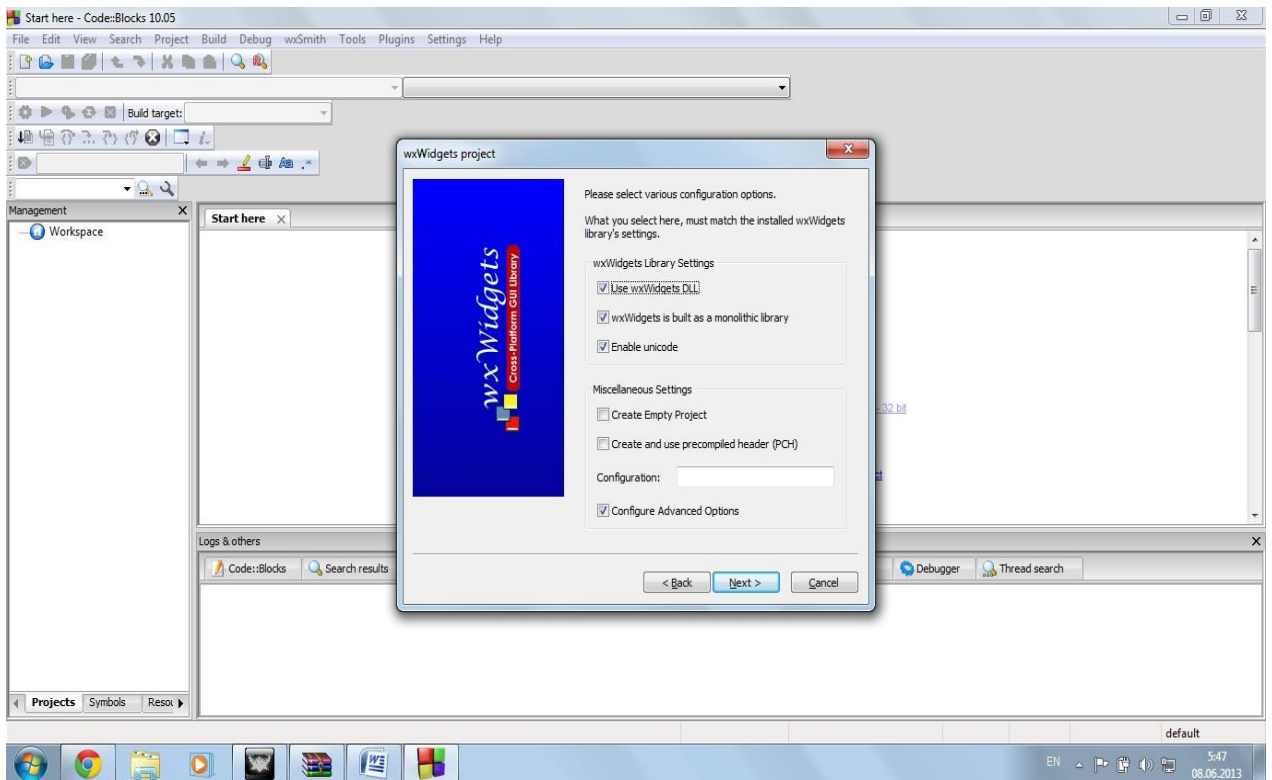 Start here - Code::Blocks 10.05
File Edit View Search Project Build Debug wxSmith Tools Plugins Settings Help
Build target:
Management
Workspace
Start here
wxWidgets project
wxWidgets
Cross-Platform GUI Library
Please select various configuration options.
What you select here, must match the installed wxWidgets
library's settings.
wxWidgets Library Settings
Use wxWidgets DLL
wxWidgets is built as a monolithic library
Enable unicode
Miscellaneous Settings
Create Empty Project
Create and use precompiled header (PCH)
Configuration:
Configure Advanced Options
< Back Next > Cancel
- 32 bit
Logs & others
Code::Blocks Search results Debugger Thread search
Projects Symbols Resou
default
EN 5:47
08.06.2013